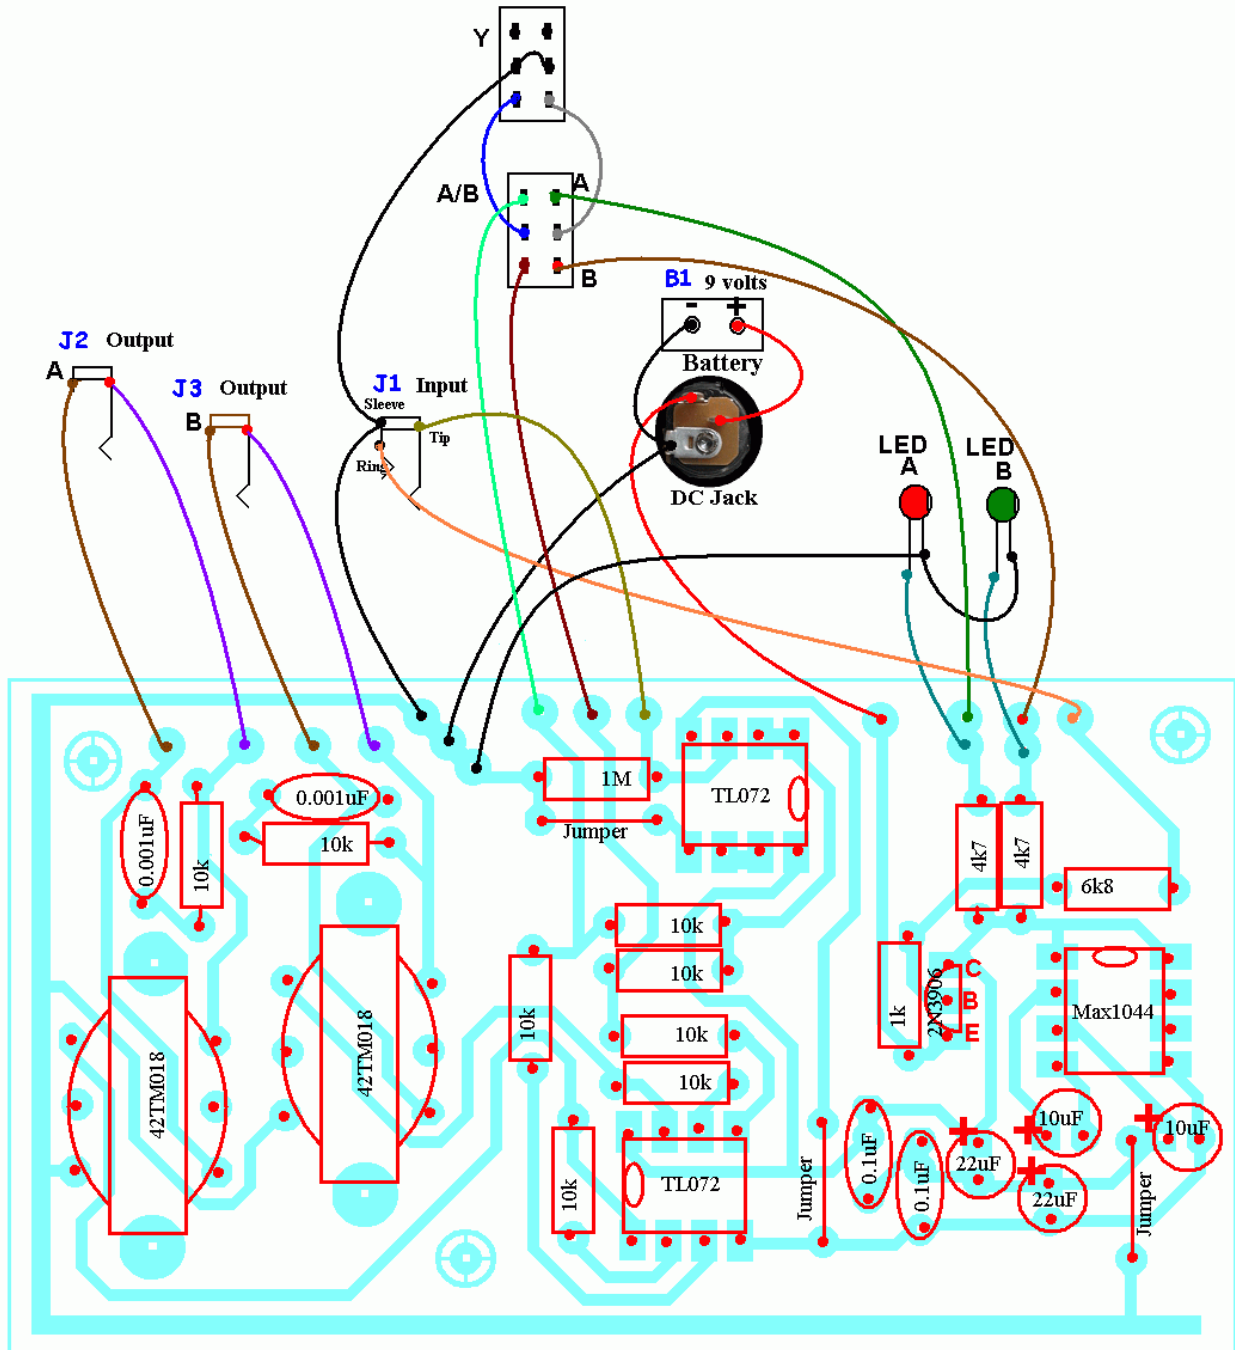 Y
A/B
A
B
B1
9 volts
- +
Battery
DC Jack
J2 Output
A
J3 Output
B
J1 Input
Sleeve
Tip
Ring
LED
A
LED
B
1M
Jumper
TL072
0.001uF
10k
0.001uF
10k
4k7
4k7
6k8
10k
10k
10k
10k
10k
10k
1k
2N3906
C
B
E
Max1044
42TM018
42TM018
TL072
Jumper
0.1uF
0.1uF
+
22uF
+
10uF
+
22uF
+
10uF
Jumper